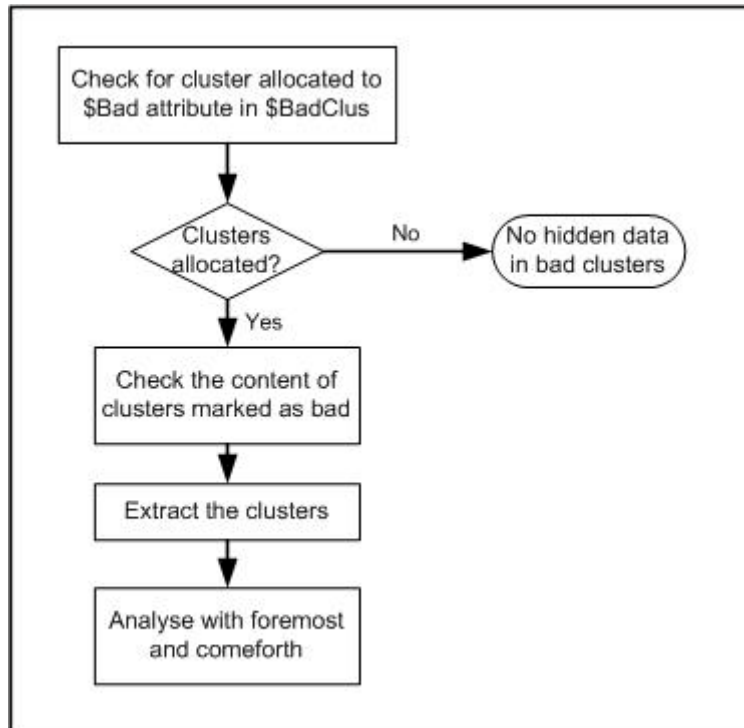 Check for cluster allocated to
$Bad attribute in $BadClus
Clusters
allocated?
No
No hidden data
in bad clusters
Yes
Check the content of
clusters marked as bad
Extract the clusters
Analyse with foremost
and comeforth